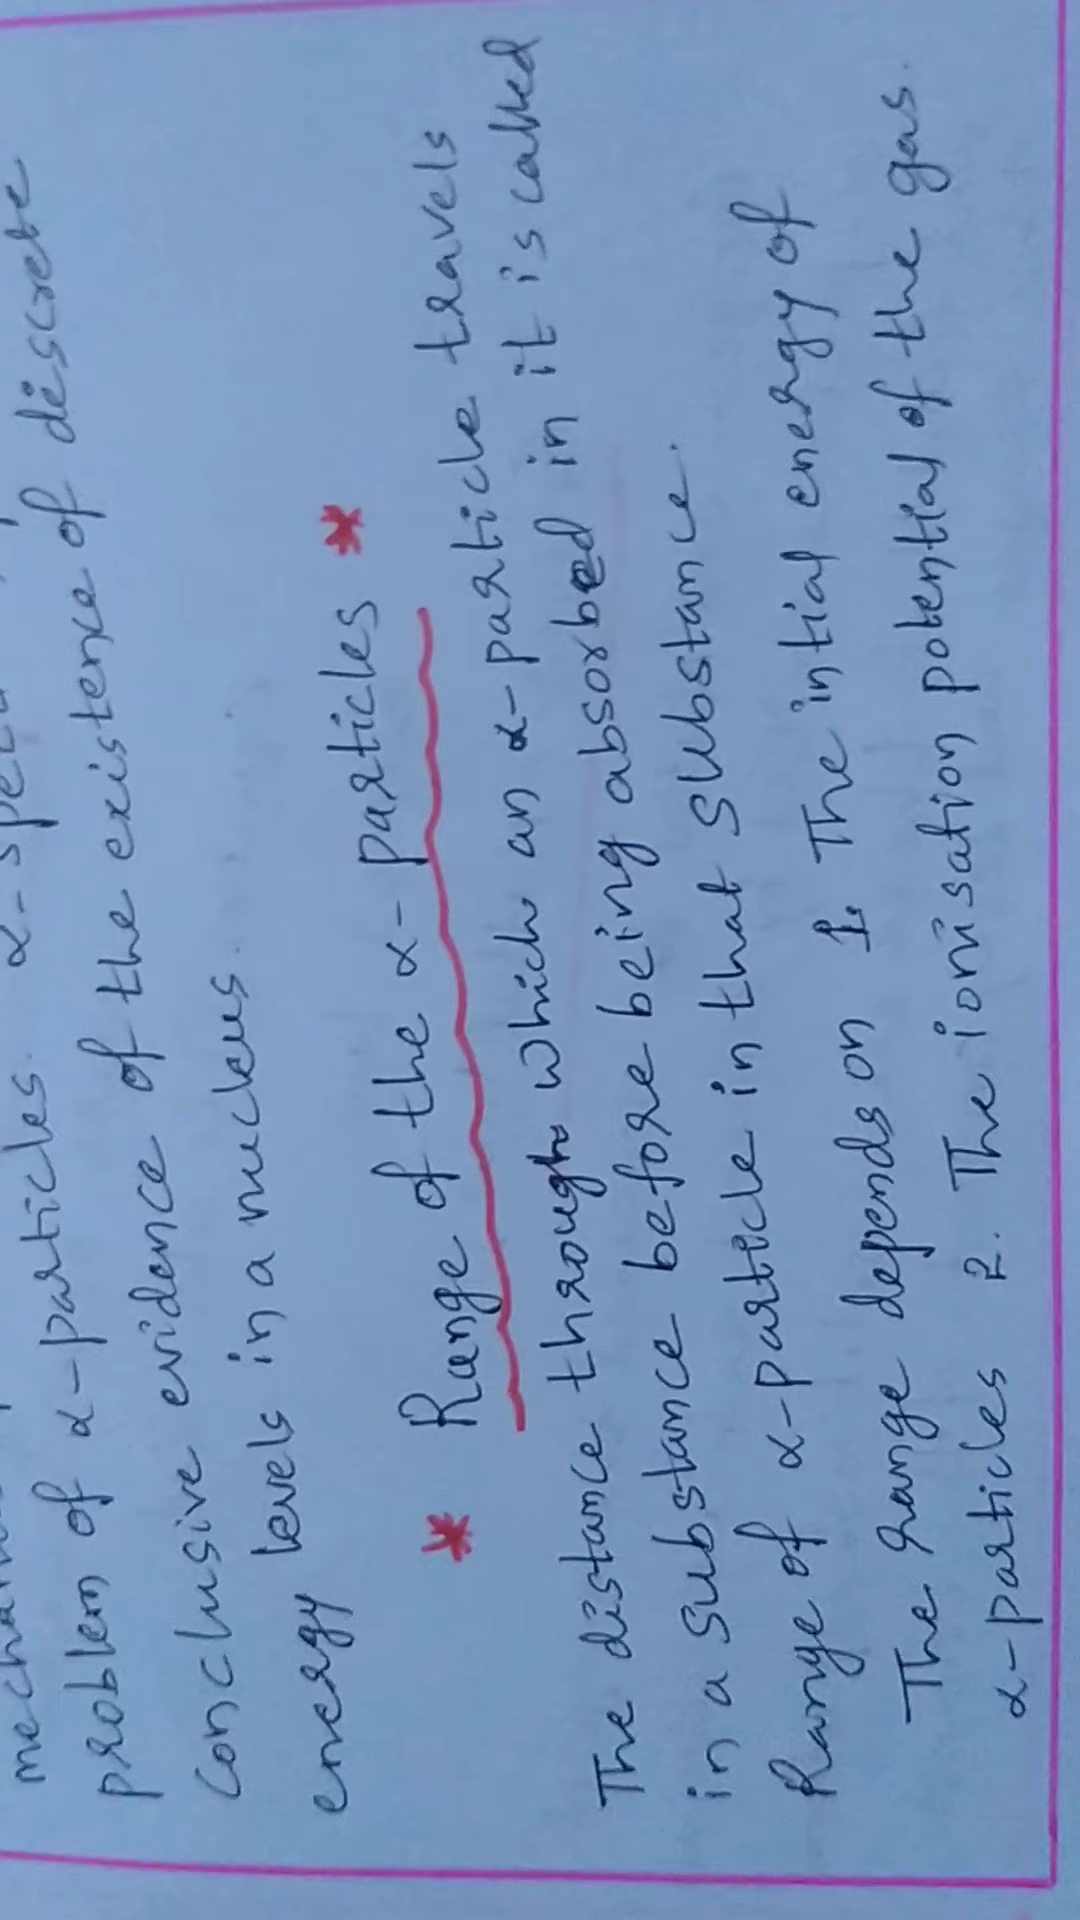 particles. α-
problem of α-particles of the existence of discrete
conclusive evidence
energy levels in a nucleus.
* Range of the α-particles *
The distance through which an α-particle travels
in a substance before being absorbed in it is called
Range of α-particle in that substance.
The range depends on 1. The intial energy of
α-particles 2. The ionisation potential of the gas.